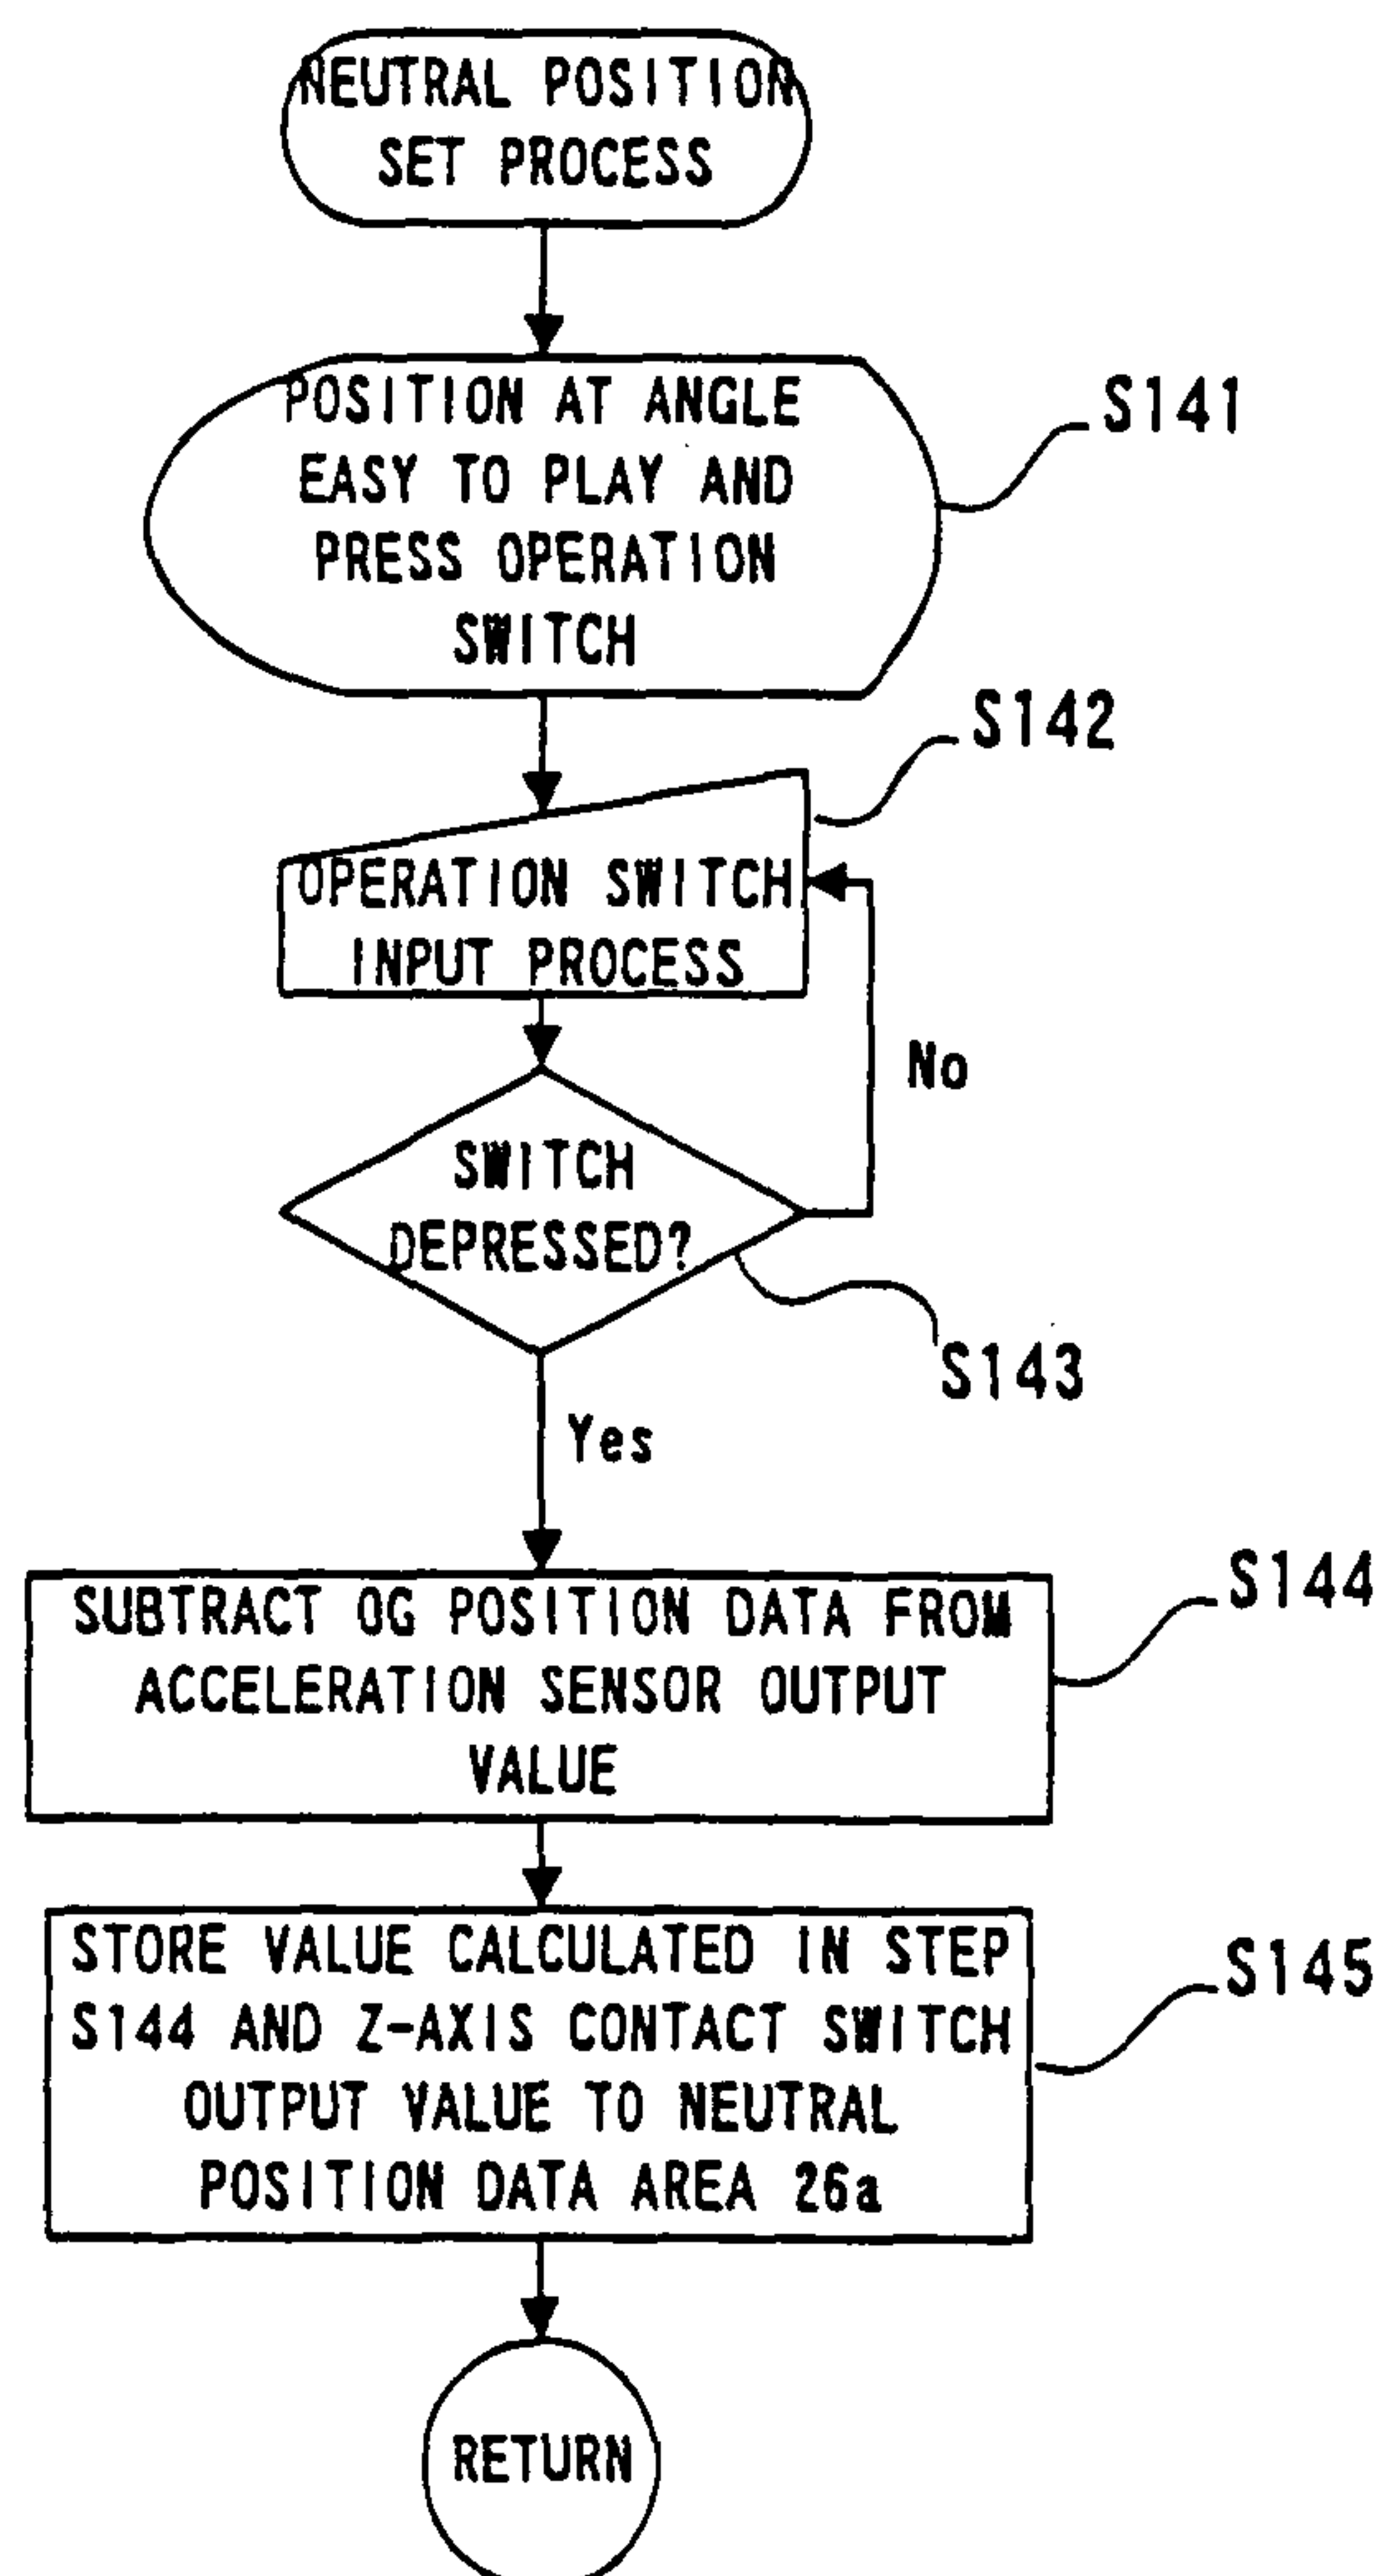 NEUTRAL POSITION
SET PROCESS
POSITION AT ANGLE
EASY TO PLAY AND
PRESS OPERATION
SWITCH
S141
S142
OPERATION SWITCH
INPUT PROCESS
No
SWITCH
DEPRESSED?
S143
Yes
SUBTRACT 0G POSITION DATA FROM
ACCELERATION SENSOR OUTPUT
VALUE
S144
STORE VALUE CALCULATED IN STEP
S144 AND Z-AXIS CONTACT SWITCH
OUTPUT VALUE TO NEUTRAL
POSITION DATA AREA 26a
S145
RETURN